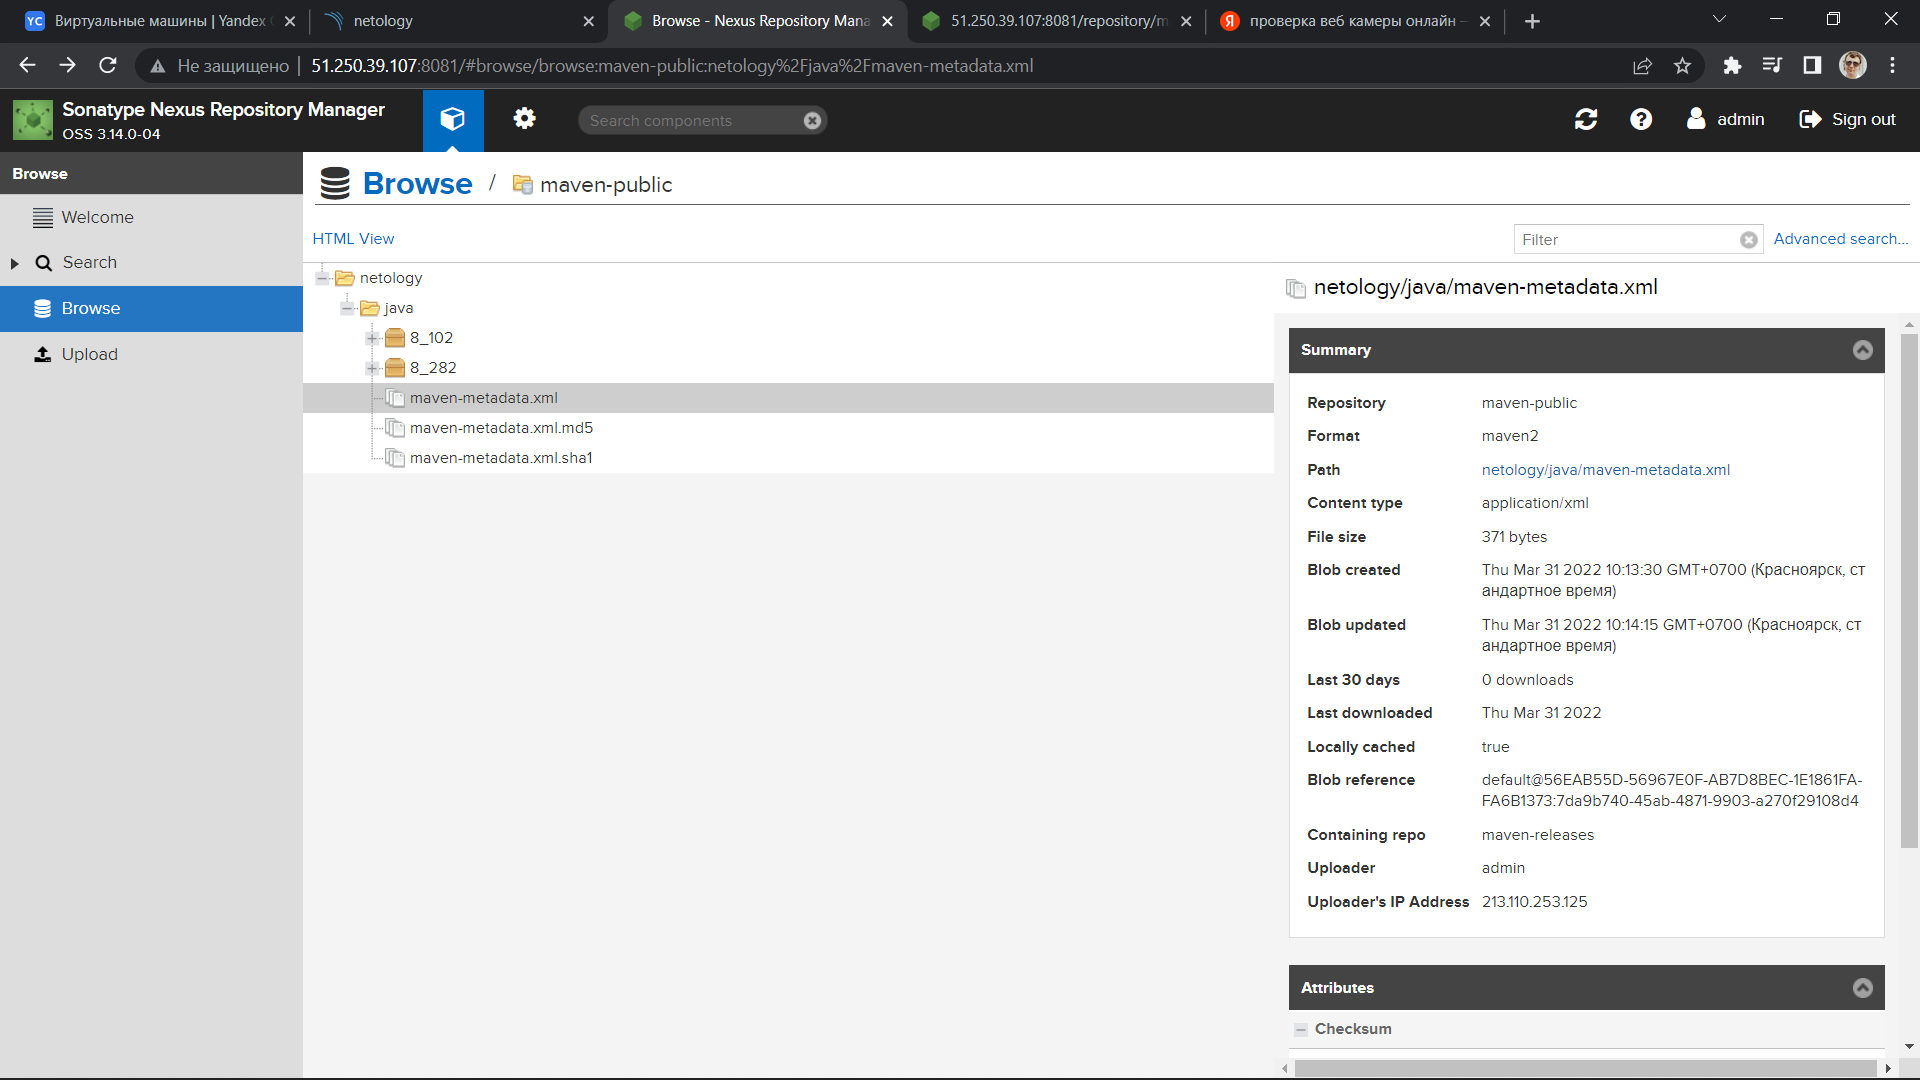 Виртуальные машины | Yandex
netology
Browse - Nexus Repository Mana
51.250.39.107:8081/repository/m
проверка веб камеры онлайн –
Не защищено
51.250.39.107:8081/#browse/browse:maven-public:netology%2Fjava%2Fmaven-metadata.xml
Sonatype Nexus Repository Manager
OSS 3.14.0-04
Search components
admin
Sign out
Browse
Welcome
Search
Browse
Upload
Browse / maven-public
HTML View
Filter
Advanced search...
netology
java
8_102
8_282
maven-metadata.xml
maven-metadata.xml.md5
maven-metadata.xml.sha1
netology/java/maven-metadata.xml
Summary
Repository maven-public
Format maven2
Path netology/java/maven-metadata.xml
Content type application/xml
File size 371 bytes
Blob created Thu Mar 31 2022 10:13:30 GMT+0700 (Красноярск, ст
андартное время)
Blob updated Thu Mar 31 2022 10:14:15 GMT+0700 (Красноярск, ст
андартное время)
Last 30 days 0 downloads
Last downloaded Thu Mar 31 2022
Locally cached true
Blob reference default@56EAB55D-56967E0F-AB7D8BEC-1E1861FA-
FA6B1373:7da9b740-45ab-4871-9903-a270f29108d4
Containing repo maven-releases
Uploader admin
Uploader's IP Address 213.110.253.125
Attributes
Checksum